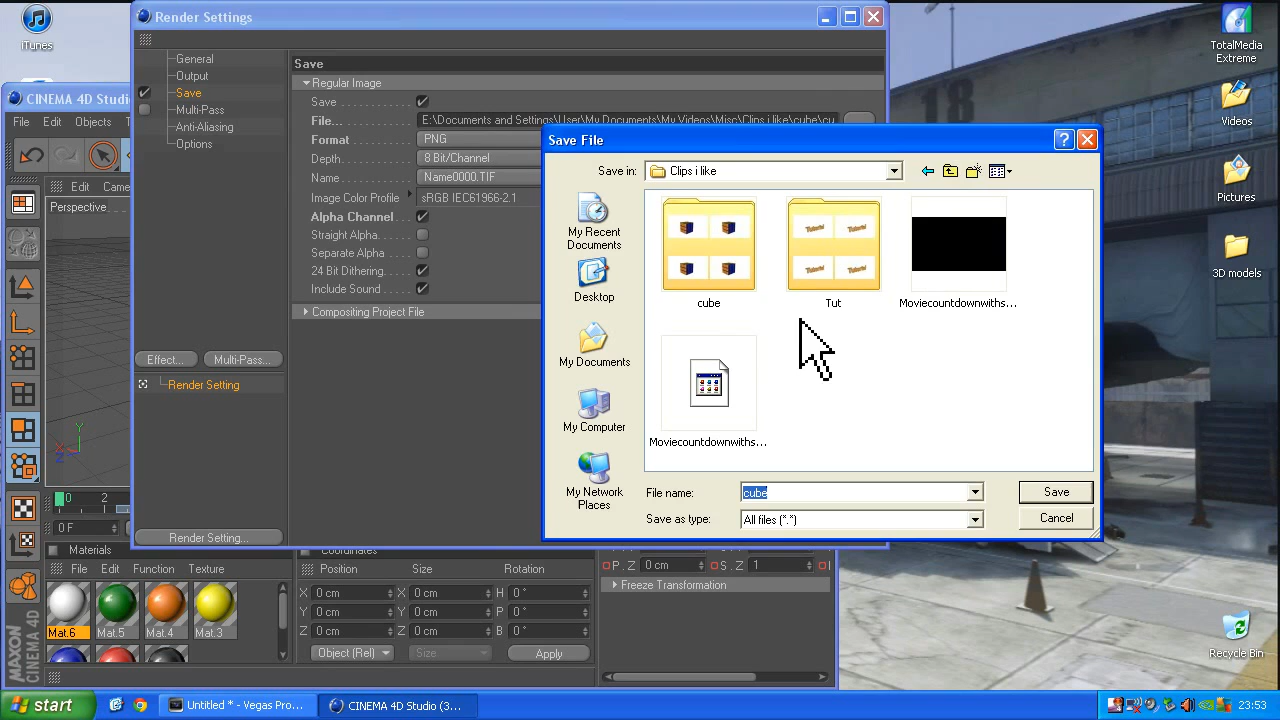 iTunes
Render Settings
General
Output
Save
Multi-Pass
Anti-Aliasing
Options
Effect...
Multi-Pass...
Render Setting
Render Setting...
Save
Regular Image
Save
File...
E:\Documents and Settings\User\My Documents\My Videos\Misc\Clips i like\cube\cu
Format
PNG
Depth
8 Bit/Channel
Name
Name0000.TIF
Image Color Profile
sRGB IEC61966-2.1
Alpha Channel
Straight Alpha
Separate Alpha
24 Bit Dithering
Include Sound
Compositing Project File
Save File
Save in:
Clips i like
My Recent
Documents
Desktop
My Documents
My Computer
My Network
Places
cube
Tut
Moviecountdownwiths...
Moviecountdownwiths...
File name:
cube
Save
Save as type:
All files (*.*)
Cancel
CINEMA 4D Studio
File Edit Objects
Edit
Perspective
Y
X
Z
0 2
0 F
Materials
File Edit Function Texture
Mat.6 Mat.5 Mat.4 Mat.3
Coordinates
Position Size Rotation
X 0 cm X 0 cm H 0 °
Y 0 cm Y 0 cm P 0 °
Z 0 cm Z 0 cm B 0 °
Object (Rel) Size Apply
P . Z 0 cm S . Z 1
Freeze Transformation
MAXON
CINEMA 4D
18
TotalMedia
Extreme
Videos
Pictures
3D models
Recycle Bin
start
Untitled * - Vegas Pro...
CINEMA 4D Studio (3...
23:53